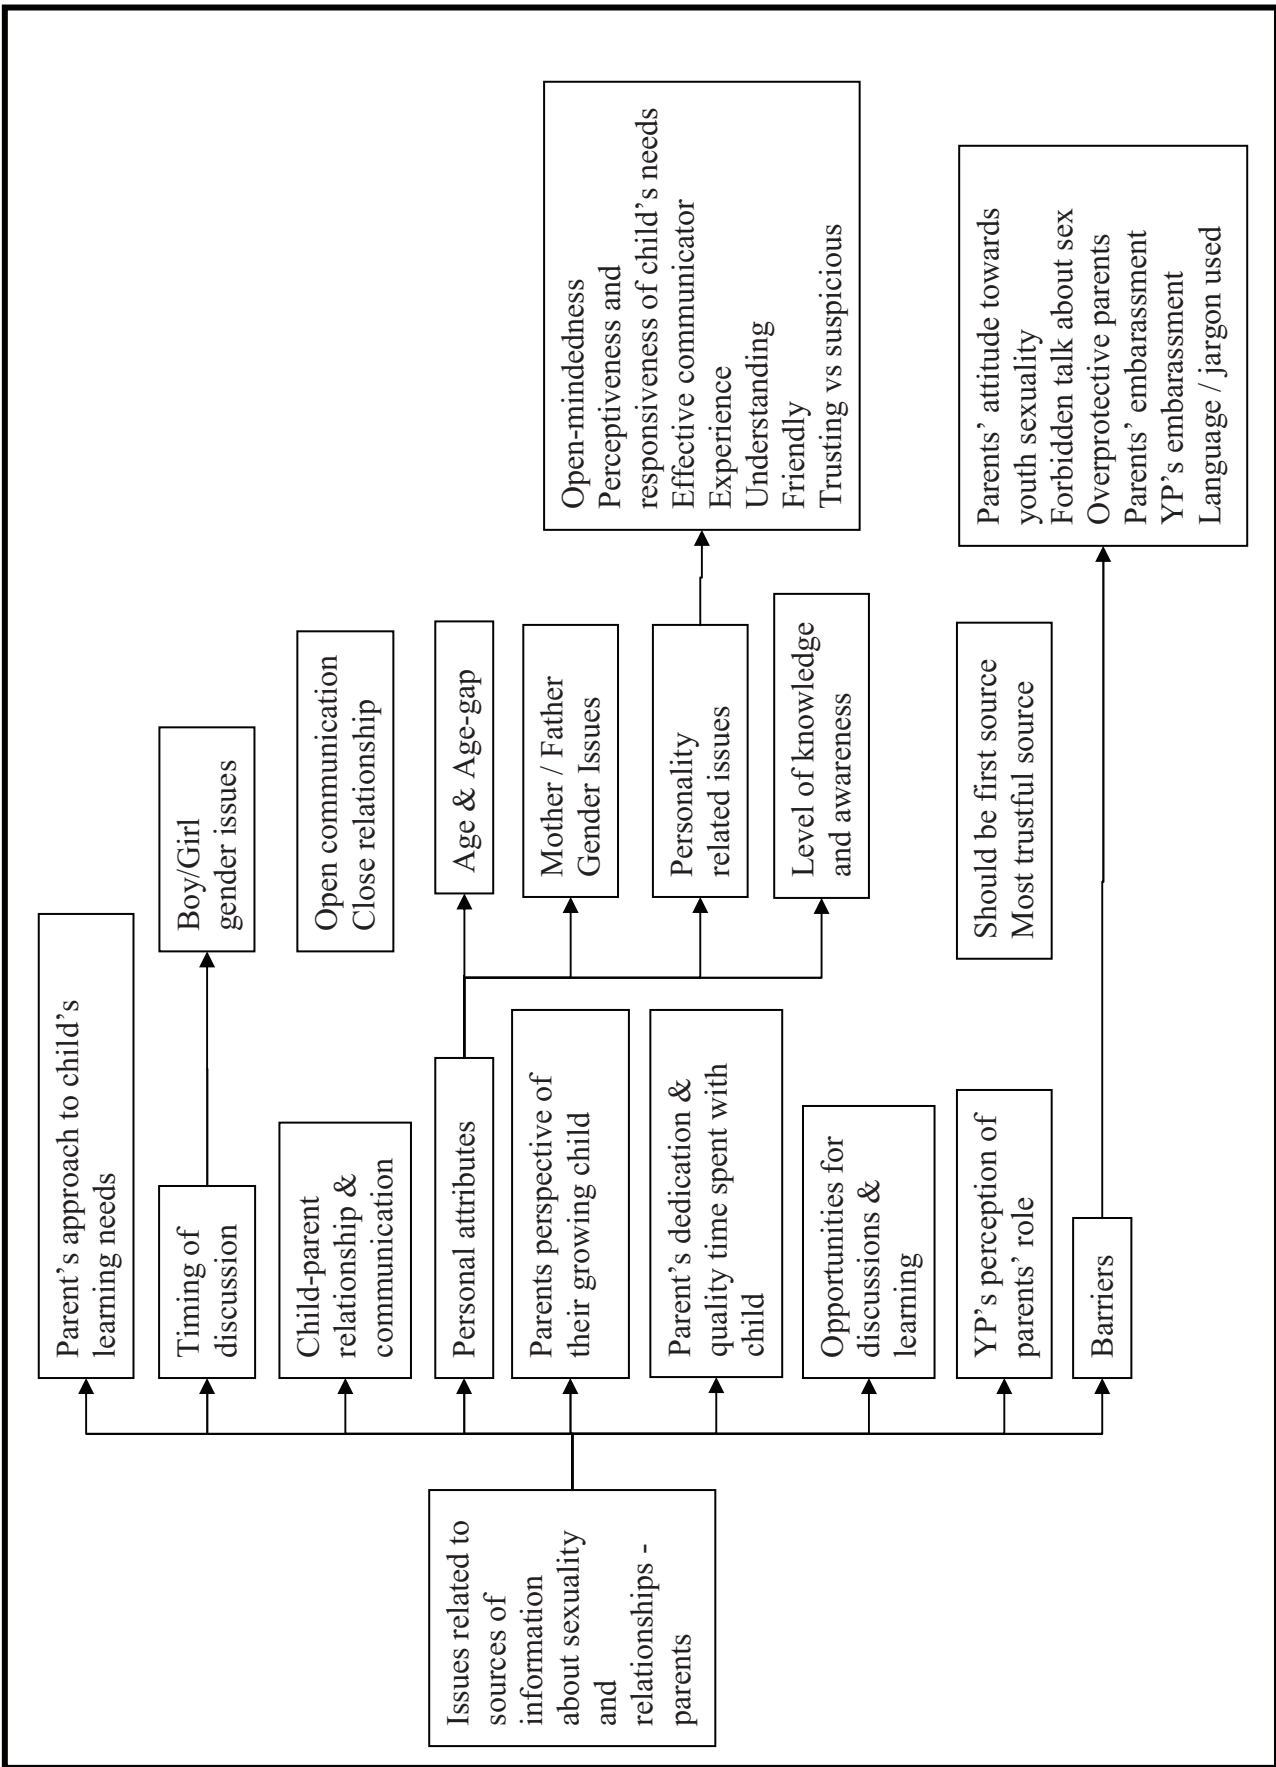 Issues related to
sources of
information
about sexuality
and
relationships -
parents
Parent's approach to child's
learning needs
Timing of
discussion
Boy/Girl
gender issues
Child-parent
relationship &
communication
Open communication
Close relationship
Personal attributes
Age & Age-gap
Mother / Father
Gender Issues
Personality
related issues
Level of knowledge
and awareness
Open-mindedness
Perceptiveness and
responsiveness of child's needs
Effective communicator
Experience
Understanding
Friendly
Trusting vs suspicious
Parents perspective of
their growing child
Parent's dedication &
quality time spent with
child
Opportunities for
discussions &
learning
YP's perception of
parents' role
Should be first source
Most trustful source
Barriers
Parents' attitude towards
youth sexuality
Forbidden talk about sex
Overprotective parents
Parents' embarassment
YP's embarassment
Language / jargon used